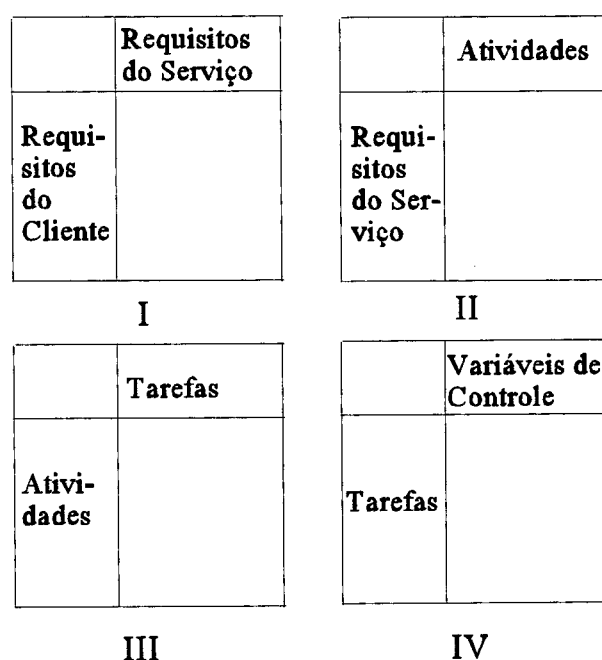 Requisitos
do Serviço
Requi-
sitos
do
Cliente
I
Atividades
Requi-
sitos
do Ser-
viço
II
Tarefas
Ativi-
dades
III
Variáveis de
Controle
Tarefas
IV